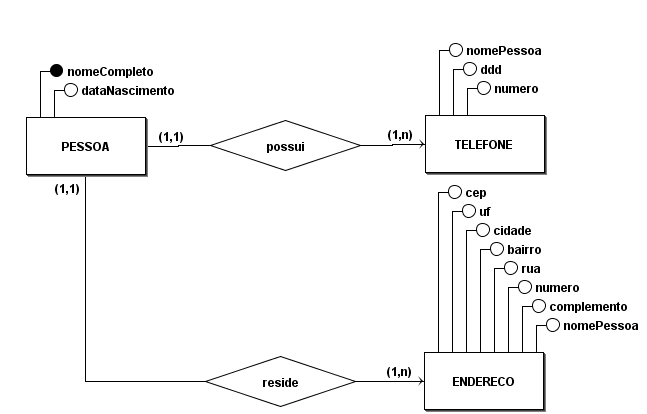 nomeCompleto
dataNascimento
PESSOA
(1,1)
possui
(1,n)
nomePessoa
ddd
numero
TELEFONE
(1,1)
reside
(1,n)
cep
uf
cidade
bairro
rua
numero
complemento
nomePessoa
ENDERECO